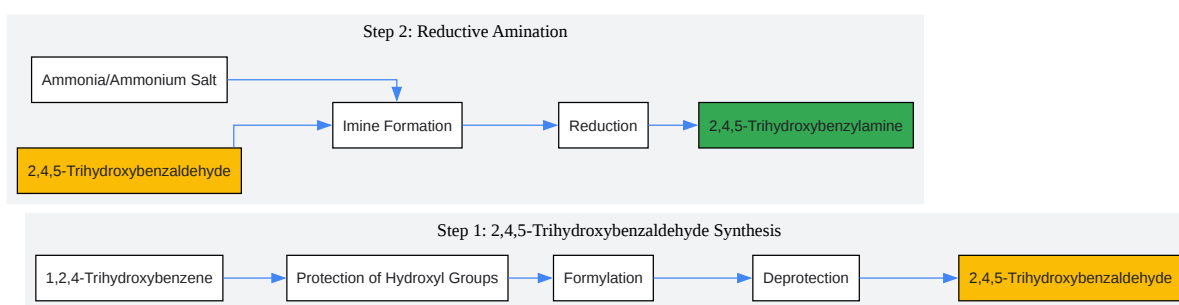 Step 2: Reductive Amination
Ammonia/Ammonium Salt
Imine Formation
Reduction
2,4,5-Trihydroxybenzylamine
2,4,5-Trihydroxybenzaldehyde
Step 1: 2,4,5-Trihydroxybenzaldehyde Synthesis
1,2,4-Trihydroxybenzene
Protection of Hydroxyl Groups
Formylation
Deprotection
2,4,5-Trihydroxybenzaldehyde